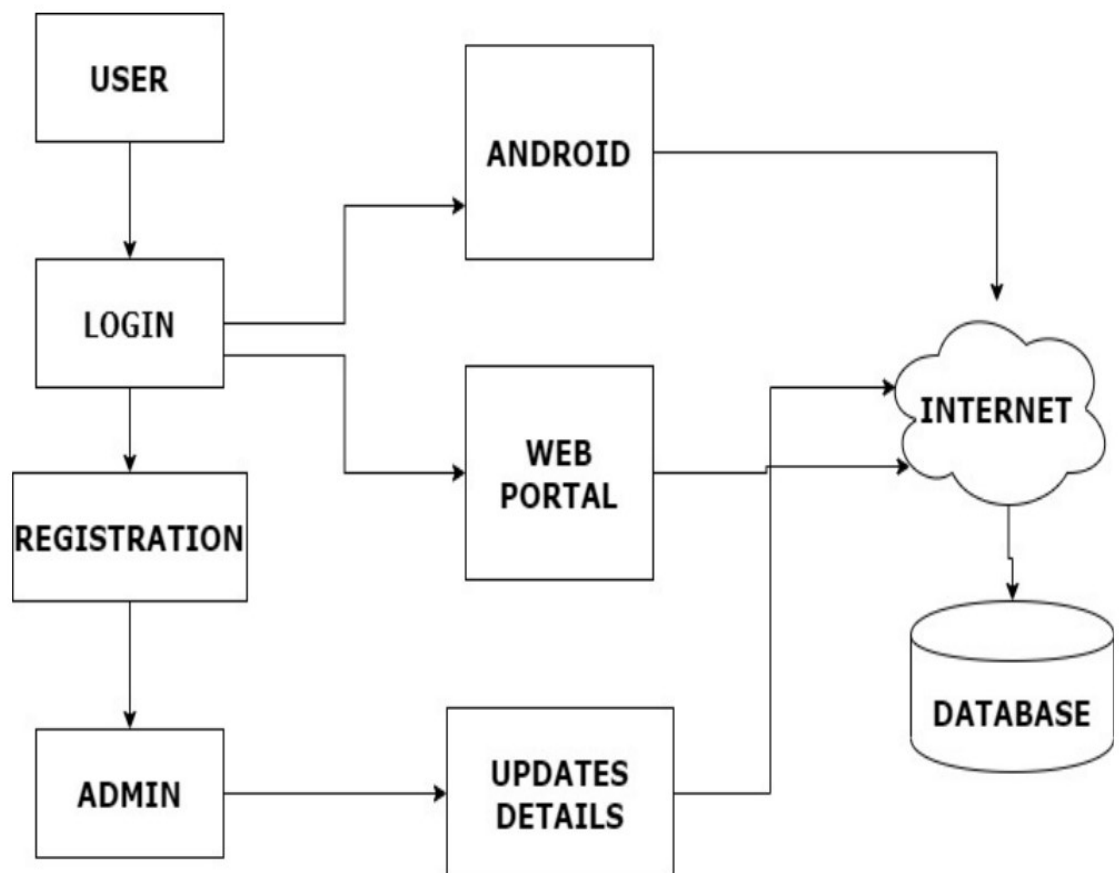 USER
ANDROID
LOGIN
INTERNET
WEB
PORTAL
REGISTRATION
DATABASE
ADMIN
UPDATES
DETAILS